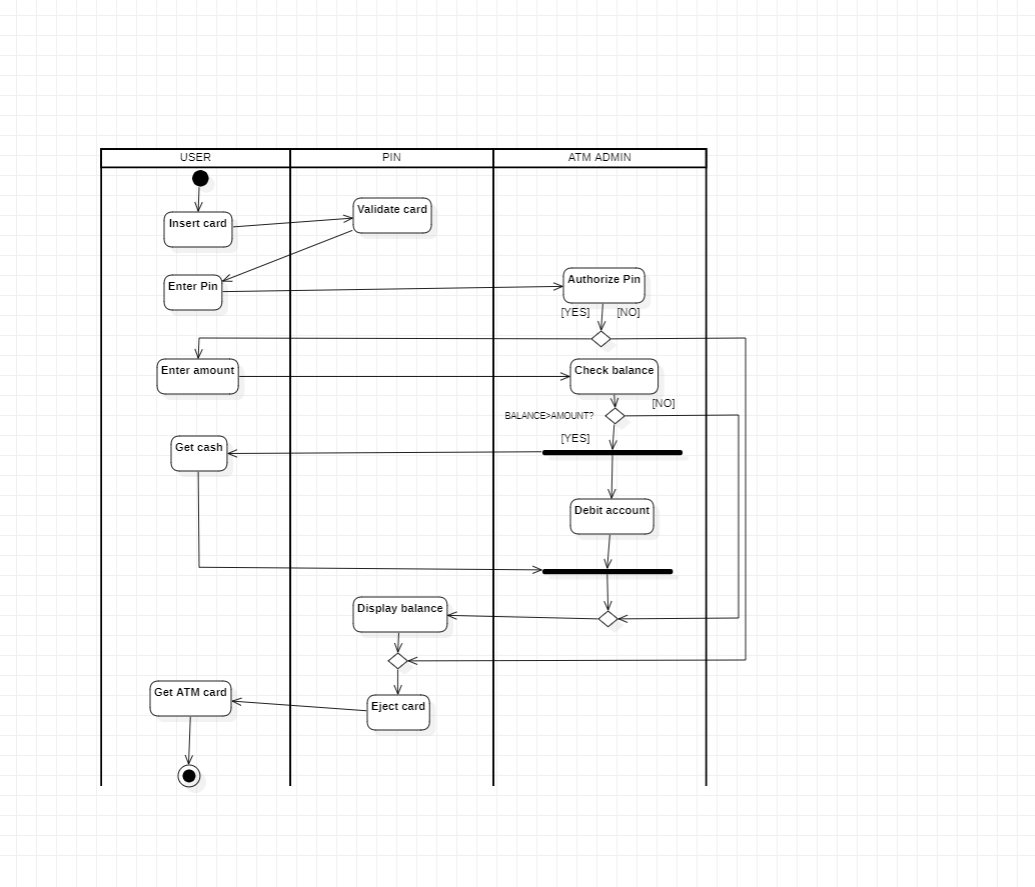 USER
PIN
ATM ADMIN
Insert card
Validate card
Enter Pin
Authorize Pin
[YES]
[NO]
Enter amount
Check balance
[NO]
BALANCE>AMOUNT?
[YES]
Get cash
Debit account
Display balance
Get ATM card
Eject card